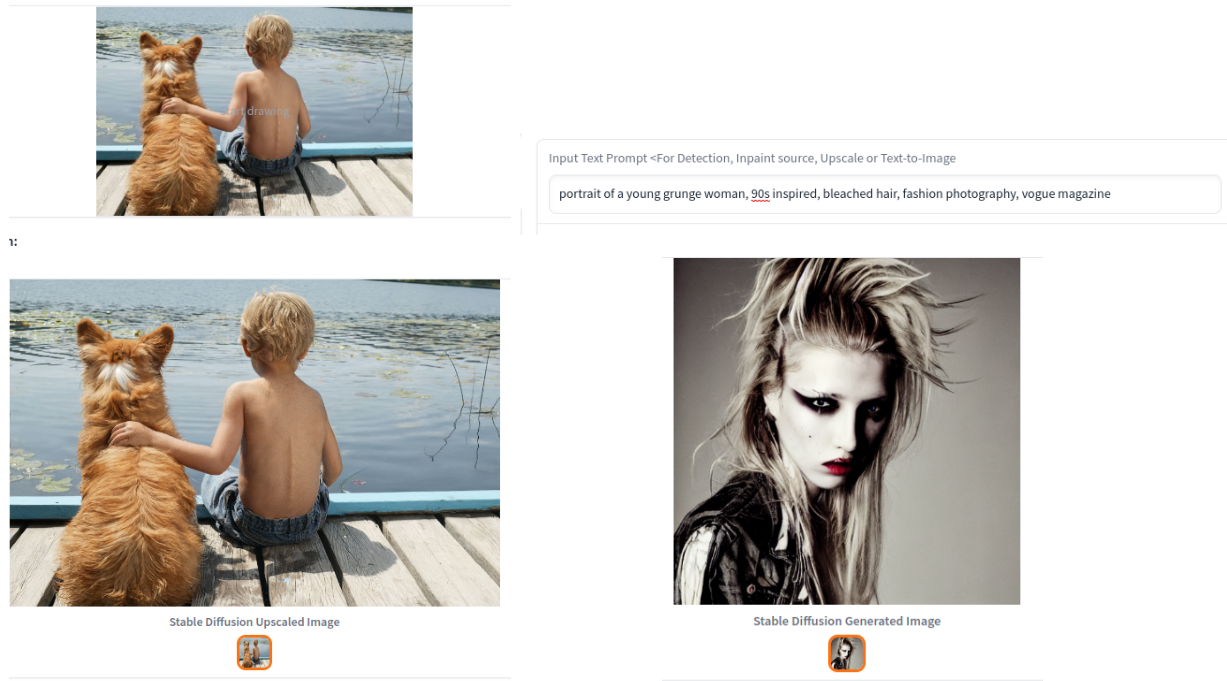 start drawing
Input Text Prompt <For Detection, Inpaint source, Upscale or Text-to-Image
portrait of a young grunge woman, 90s inspired, bleached hair, fashion photography, vogue magazine
n:
Stable Diffusion Upscaled Image
Stable Diffusion Generated Image